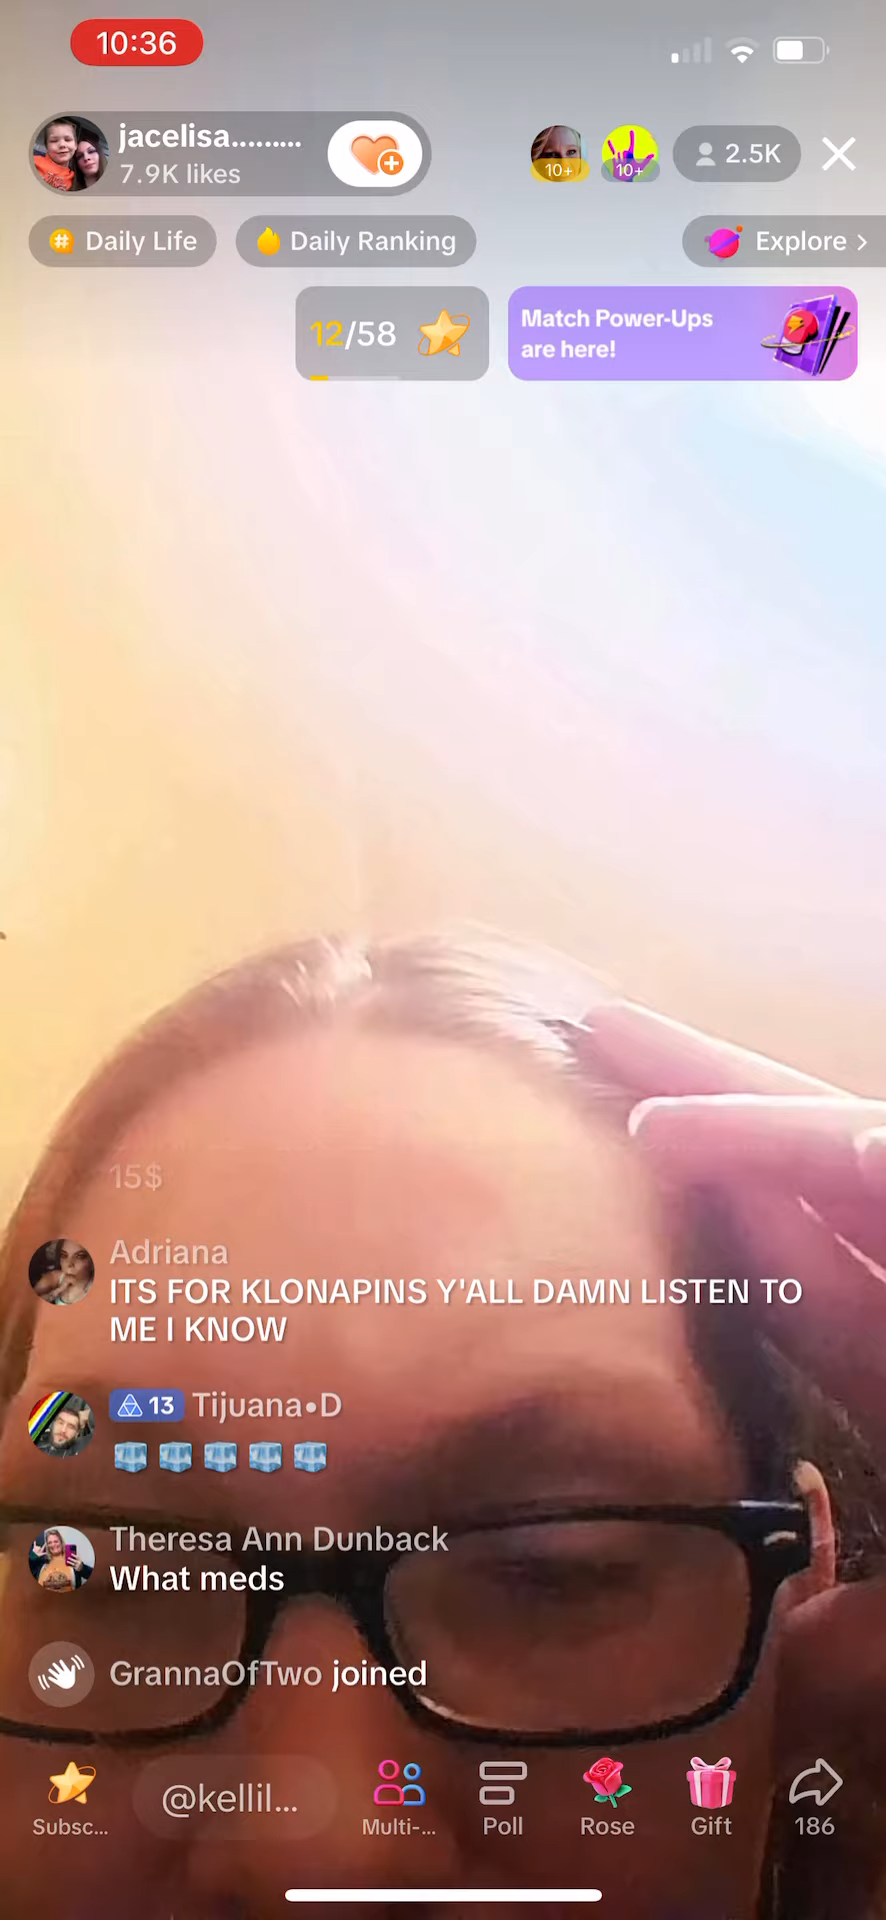 10:36
jacelisa.........
7.9K likes
10+
10+
2.5K
Daily Life
Daily Ranking
Explore >
12/58
Match Power-Ups
are here!
15$
Adriana
ITS FOR KLONAPINS Y'ALL DAMN LISTEN TO
ME I KNOW
13 Tijuana•D
Theresa Ann Dunback
What meds
GrannaOfTwo joined
@kellil...
Subsc...
Multi-...
Poll
Rose
Gift
186